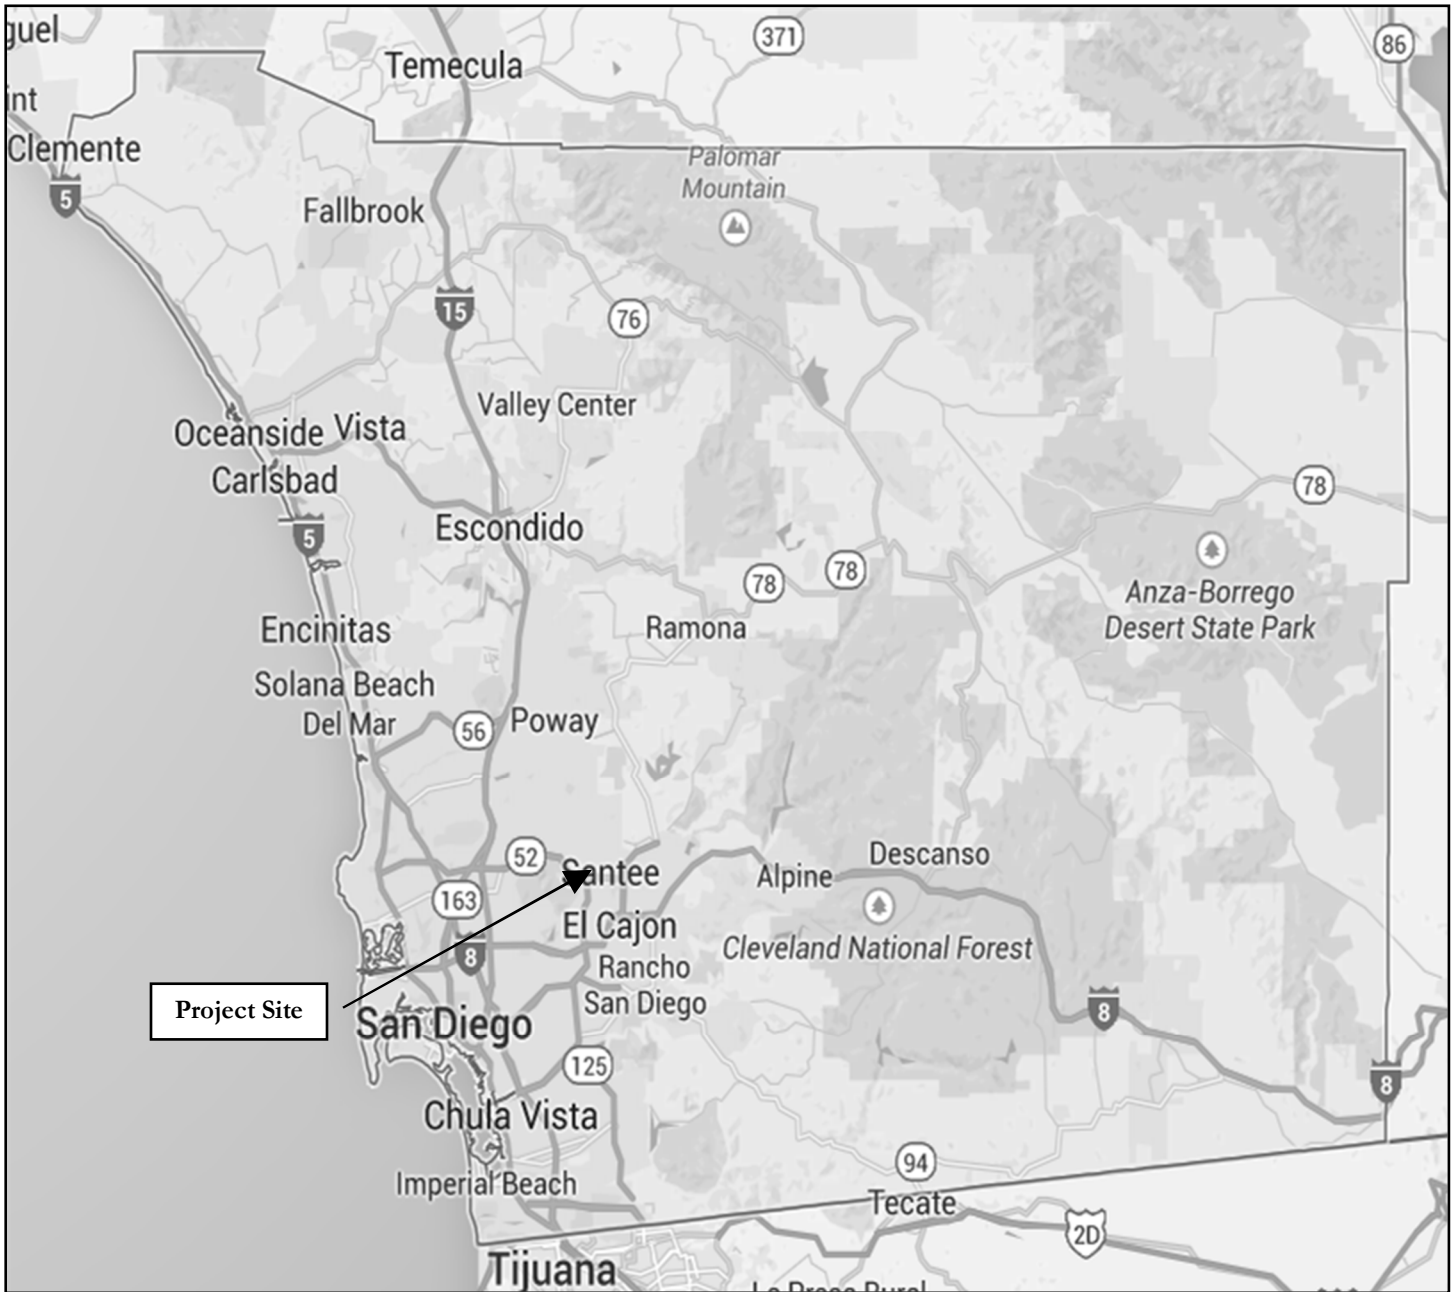 guel
371
86
Temecula
int
Clemente
Palomar
Mountain
5
Fallbrook
15
76
Valley Center
Oceanside
Vista
Carlsbad
78
Escondido
5
78
78
Anza-Borrego
Desert State Park
Encinitas
Ramona
Solana Beach
Del Mar
56
Poway
52
Santee
Descanso
Alpine
163
El Cajon
Cleveland National Forest
8
Rancho
San Diego
Project Site
San Diego
8
125
8
Chula Vista
94
Imperial Beach
Tecate
2D
Tijuana